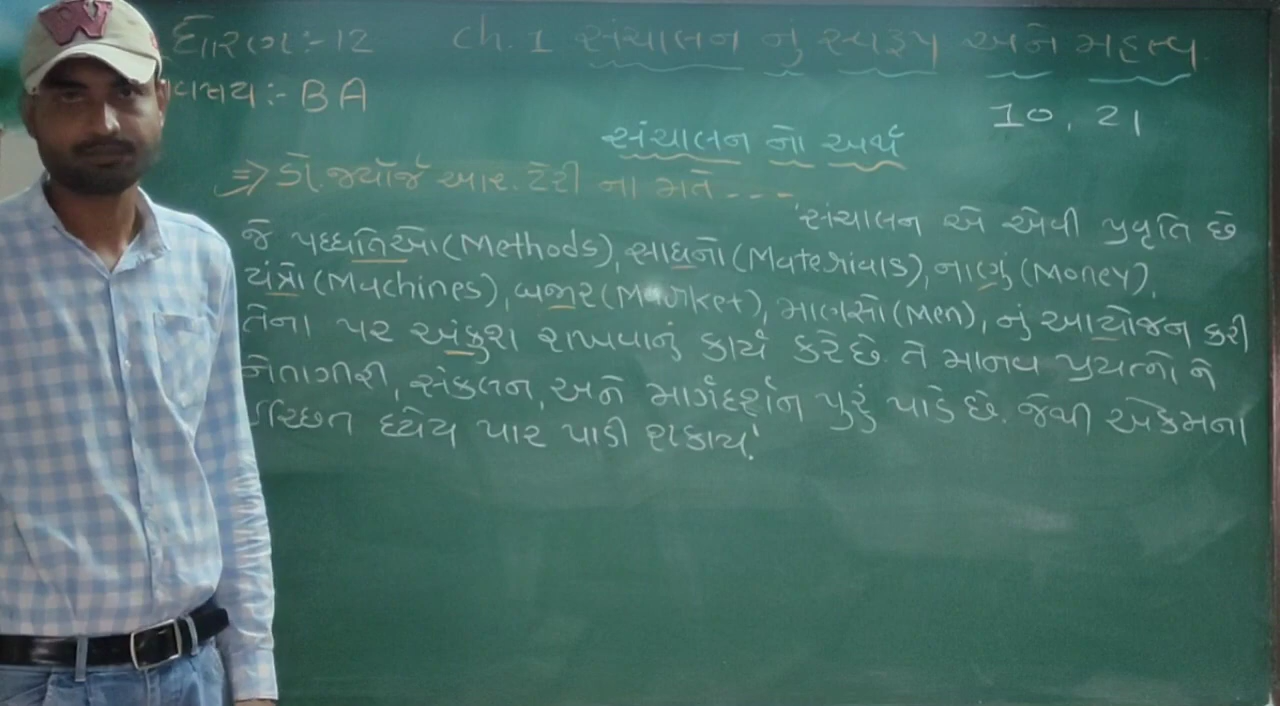 W
ધોરણ:-12 ch.1 સંચાલન નું સ્વરૂપ અને મહત્વ
:- BA
10, 21
સંચાલન નો અર્થ
=> ડૉ. જ્યોર્જ આર. ટેરી ના મતે ----
'સંચાલન એ એવી પ્રવૃતિ છે
જે પધ્ધતિઓ (Methods), સાધનો (Materials), નાણું (Money),
યંત્રો (Machines), બજાર (Market), માણસો (Men), નું આયોજન કરી
તેના પર અંકુશ રાખવાનું કાર્ય કરે છે. તે માનવ પ્રયત્નો ને
નેતાગીરી, સંકલન, અને માર્ગદર્શન પુરું પાડે છે. જેથી એકમના
ઈચ્છિત ધ્યેય પાર પાડી શકાય.'